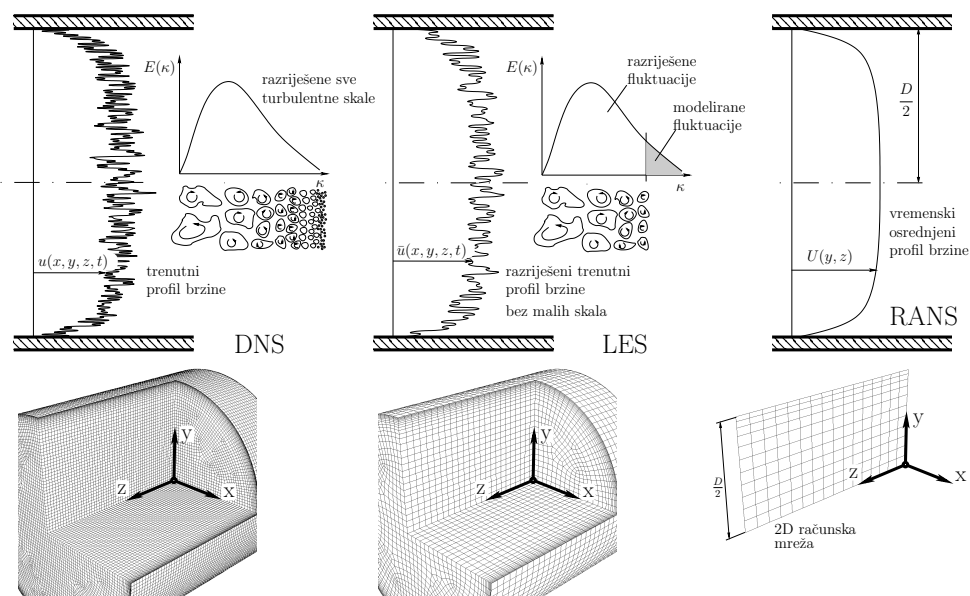 E(κ)
razriješene sve
turbulentne skale
κ
u(x, y, z, t)
trenutni
profil brzine
DNS
E(κ)
razriješene
fluktuacije
modelirane
fluktuacije
κ
ū(x, y, z, t)
razriješeni trenutni
profil brzine
bez malih skala
LES
D
2
vremenski
osrednjeni
profil brzine
U(y, z)
RANS
y
z
x
y
z
x
y
z
x
D
2
2D računska
mreža